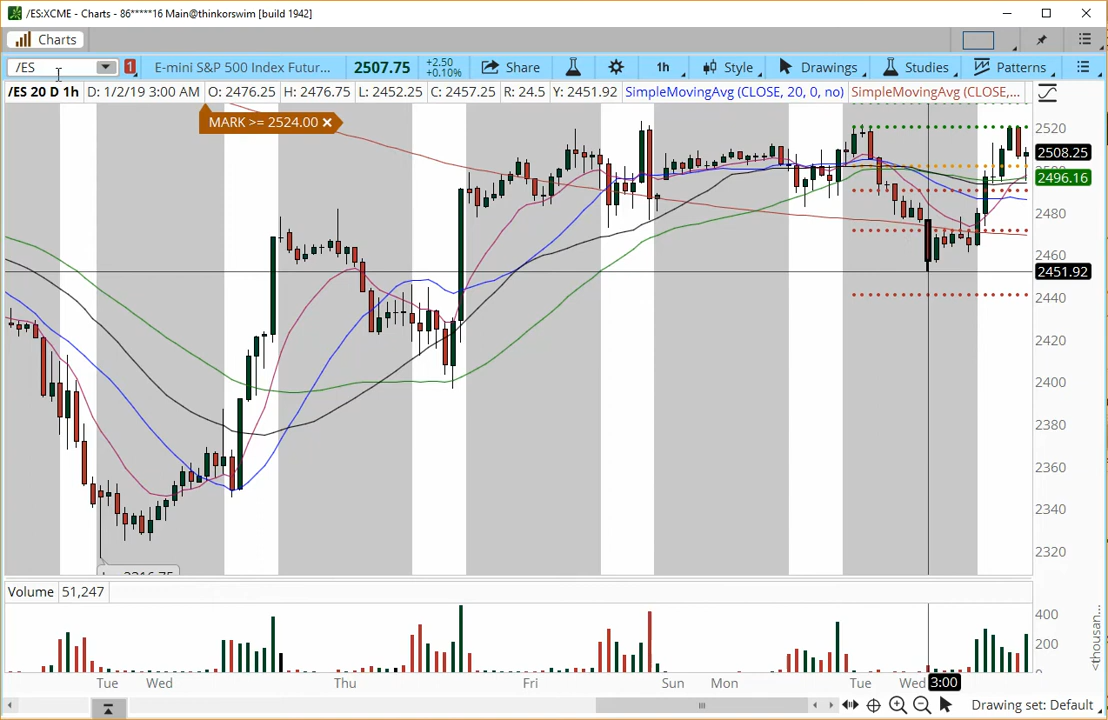 /ES:XCME - Charts - 86*****16 Main@thinkorswim [build 1942]
Charts
/ES 1 E-mini S&P 500 Index Futur... 2507.75 +2.50 +0.10% Share 1h Style Drawings Studies Patterns
/ES 20 D 1h D: 1/2/19 3:00 AM O: 2476.25 H: 2476.75 L: 2452.25 C: 2457.25 R: 24.5 Y: 2451.92 SimpleMovingAvg (CLOSE, 20, 0, no) SimpleMovingAvg (CLOSE,...
MARK >= 2524.00 ×
2520
2508.25
2496.16
2480
2460
2451.92
2440
2420
2400
2380
2360
2340
2320
Volume 51,247
400
200
<thousan...
Tue Wed Thu Fri Sun Mon Tue Wed 3:00
Drawing set: Default